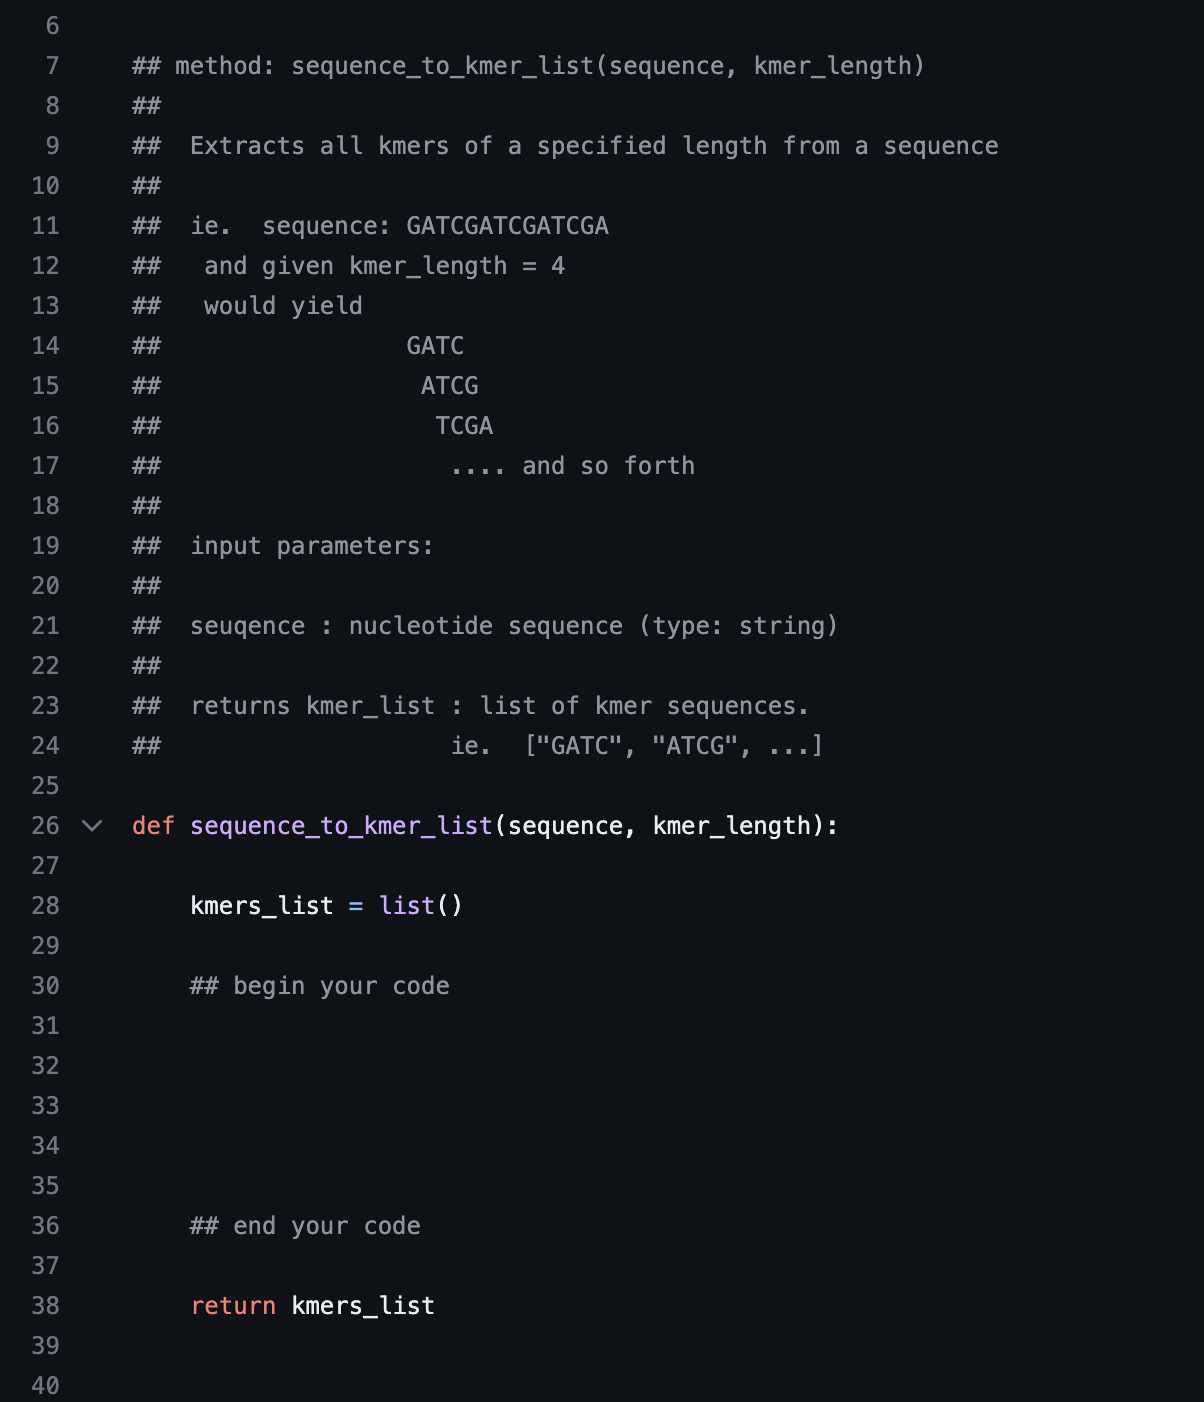 6
7 ## method: sequence_to_kmer_list(sequence, kmer_length)
8 ##
9 ##  Extracts all kmers of a specified length from a sequence
10 ##
11 ##  ie.  sequence: GATCGATCGATCGA
12 ##   and given kmer_length = 4
13 ##   would yield
14 ##                 GATC
15 ##                  ATCG
16 ##                   TCGA
17 ##                    .... and so forth
18 ##
19 ##  input parameters:
20 ##
21 ##  seuqence : nucleotide sequence (type: string)
22 ##
23 ##  returns kmer_list : list of kmer sequences.
24 ##                    ie.  ["GATC", "ATCG", ...]
25
26 def sequence_to_kmer_list(sequence, kmer_length):
27
28     kmers_list = list()
29
30     ## begin your code
31
32
33
34
35
36     ## end your code
37
38     return kmers_list
39
40